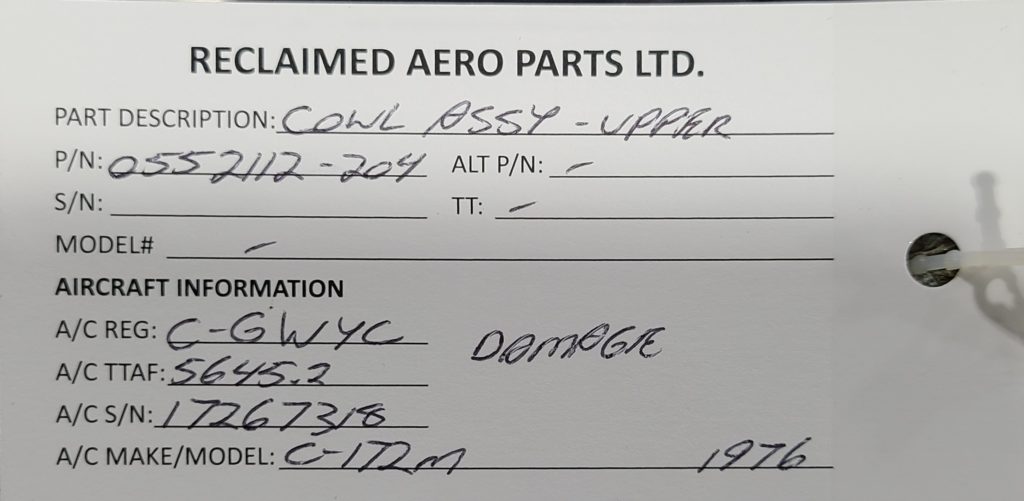 RECLAIMED AERO PARTS LTD.
PART DESCRIPTION: COWL ASSY - UPPER
P/N: 0552112-204 ALT P/N: -
S/N: TT: -
MODEL# -
AIRCRAFT INFORMATION
A/C REG: C-GWYC
DAMAGE
A/C TTAF: 5645.2
A/C S/N: 17267318
A/C MAKE/MODEL: C-172M 1976